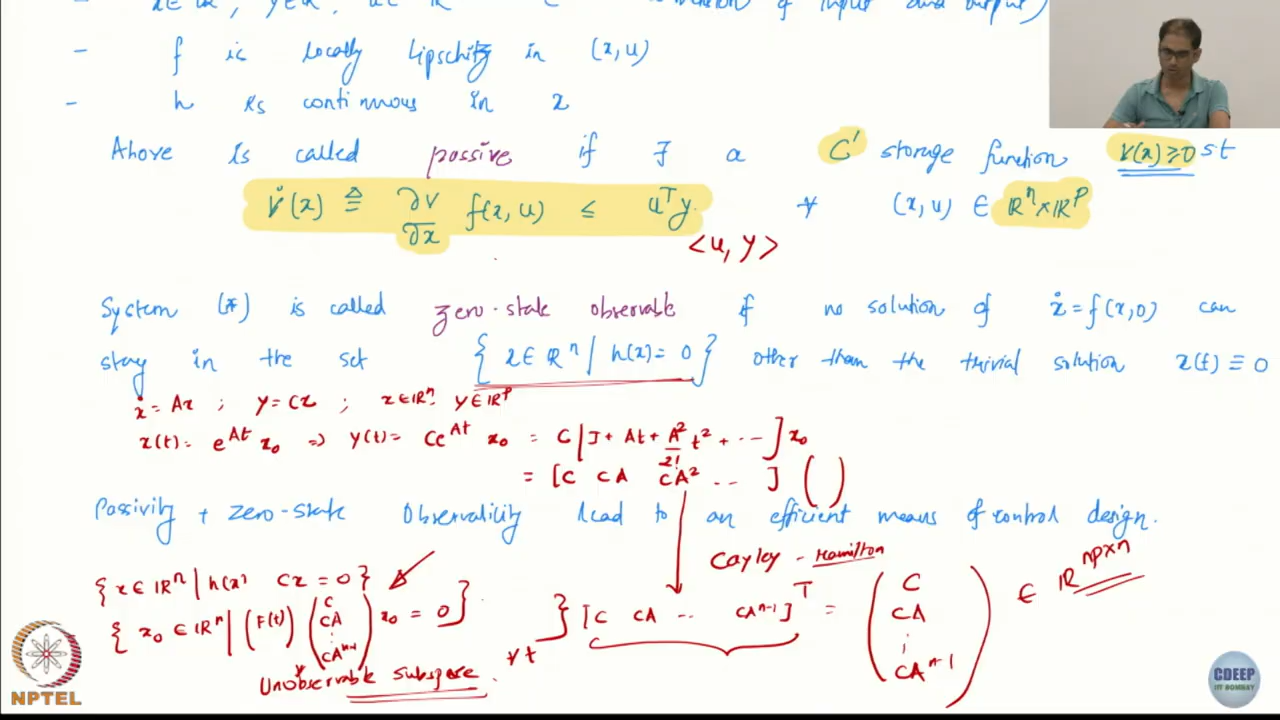 f is locally lipschitz in (x,u)
- h is continuous in x
Above is called passive if ∃ a C¹ storage function V(x) ≥ 0 st
V̇(x) ≜ ∂V/∂x f(x,u) ≤ uᵀy. ∀ (x,u) ∈ ℝⁿ×ℝᵖ
<u, y>
System (*) is called zero-state observable if no solution of ẋ = f(x,0) can
stay in the set {x ∈ ℝⁿ | h(x) = 0} other than the trivial solution x(t) ≡ 0
ẋ = Ax ; y = Cx ; x∈ℝⁿ y∈ℝᵖ
x(t) = e^{At} x₀ ⇒ y(t) = Ce^{At} x₀ = C[I + At + A²/2! t² + ...] x₀
= [C CA CA² ... ] ( )
Passivity + zero-state observability lead to an efficient means of control design.
Cayley - Hamilton
{x ∈ ℝⁿ | h(x) Cx = 0}
{x₀ ∈ ℝⁿ | (F(t)) (C CA ⋮ CAⁿ⁻¹) x₀ = 0} ∀t
} [C CA .. CAⁿ⁻¹]ᵀ = (C CA ⋮ CAⁿ⁻¹) ∈ ℝ^{np×n}
Unobservable subspace.
NPTEL
CDEEP
IIT BOMBAY